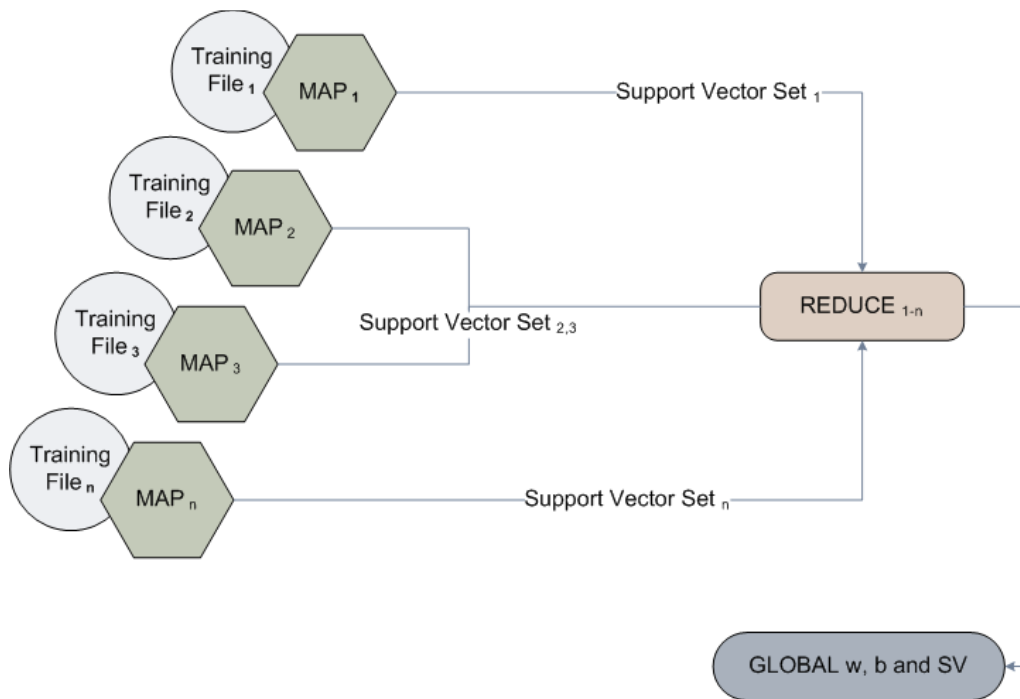 Training
File 1
MAP 1
Support Vector Set 1
Training
File 2
MAP 2
Training
File 3
MAP 3
Support Vector Set 2,3
REDUCE 1-n
Training
File n
MAP n
Support Vector Set n
GLOBAL w, b and SV